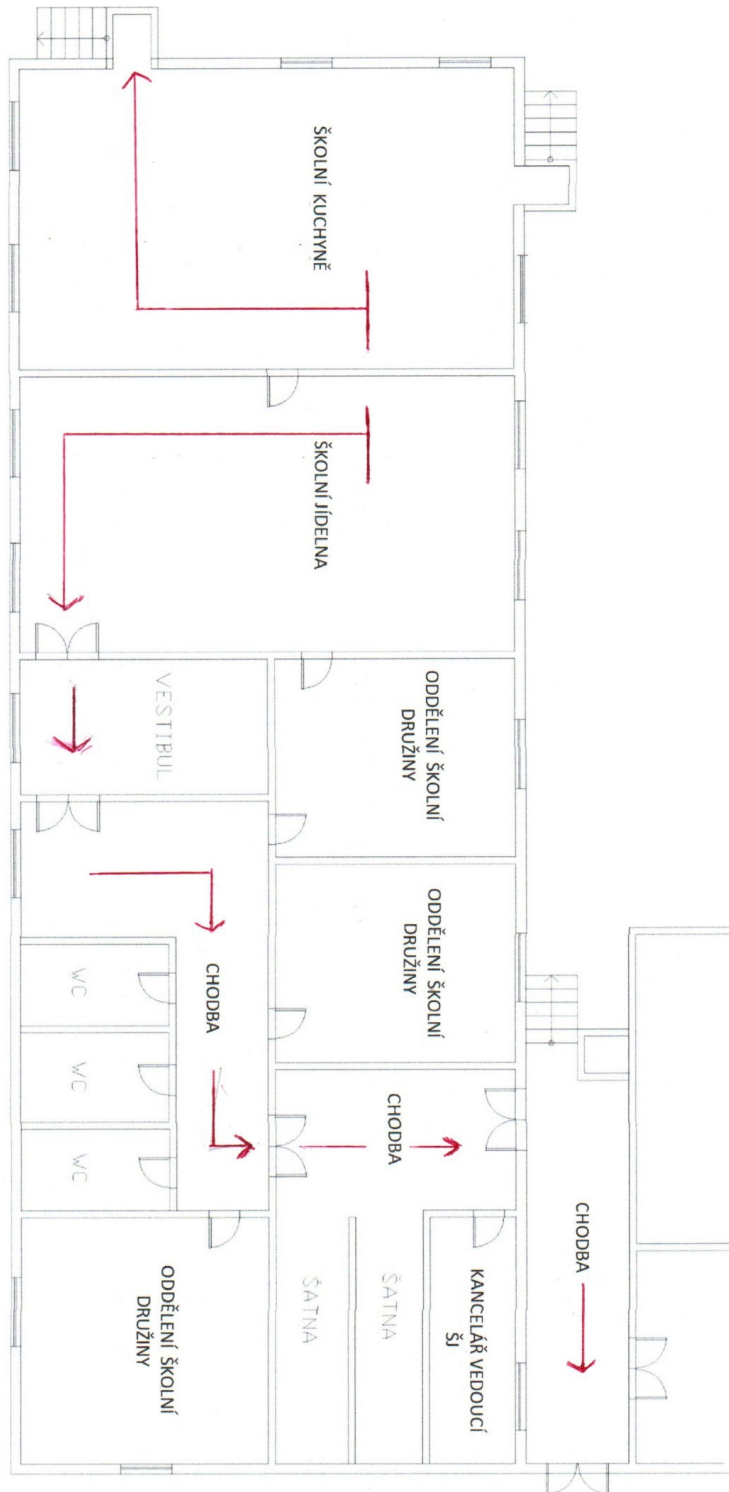 ŠKOLNÍ KUCHYNĚ
ŠKOLNÍ JÍDELNA
VESTIBUL
ODDĚLENÍ ŠKOLNÍ
DRUŽINY
ODDĚLENÍ ŠKOLNÍ
DRUŽINY
CHODBA
WC
WC
WC
CHODBA
CHODBA
ODDĚLENÍ ŠKOLNÍ
DRUŽINY
ŠATNA
ŠATNA
KANCELÁŘ VEDOUCÍ
ŠJ